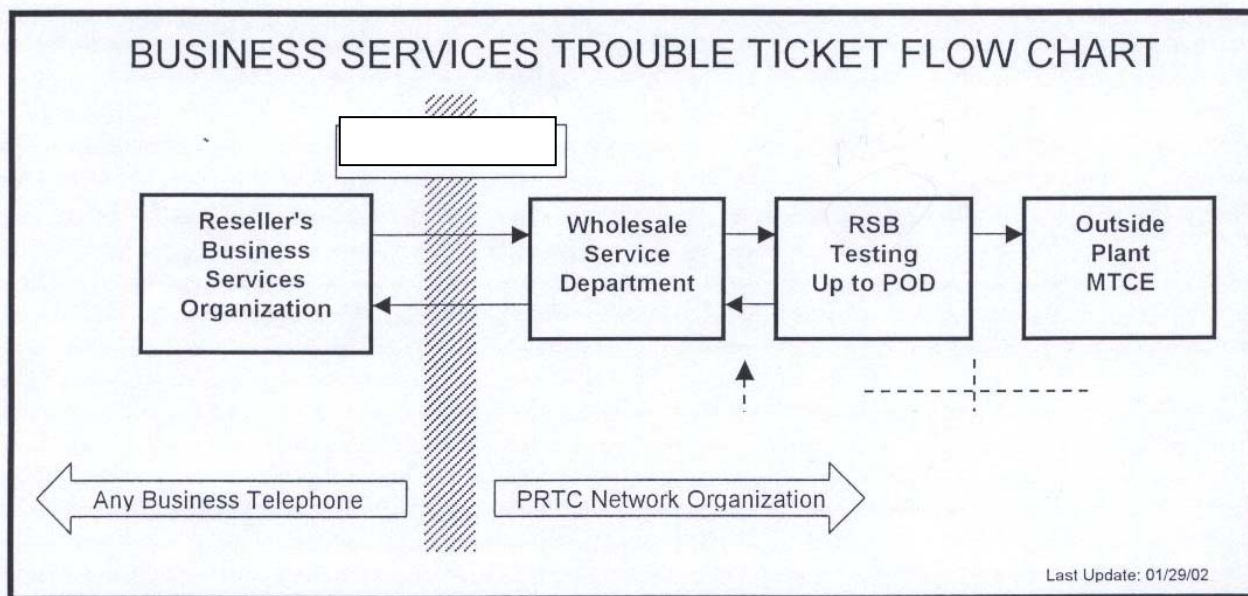 BUSINESS SERVICES TROUBLE TICKET FLOW CHART
Reseller's
Business
Services
Organization
Wholesale
Service
Department
RSB
Testing
Up to POD
Outside
Plant
MTCE
Any Business Telephone
PRTC Network Organization
Last Update: 01/29/02